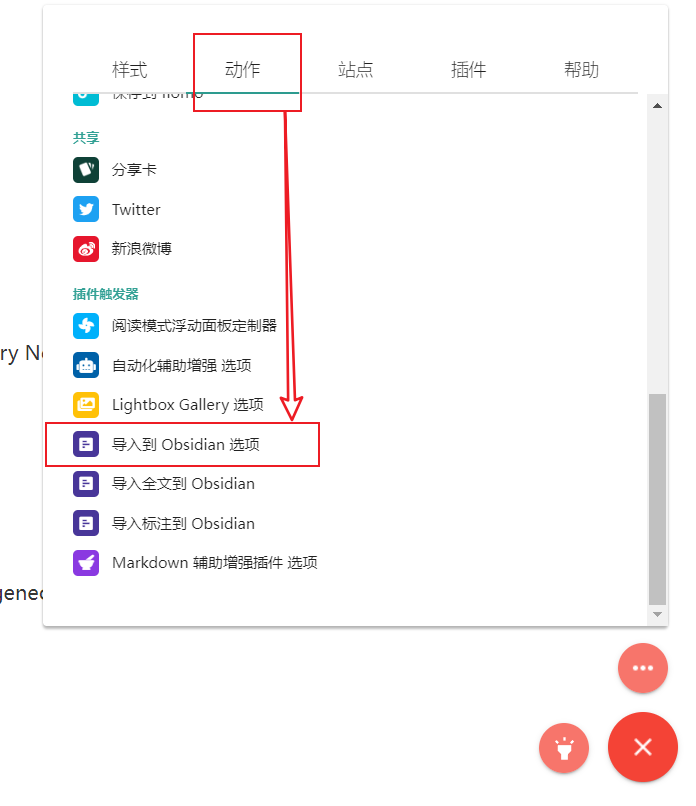 样式 动作 站点 插件 帮助
保存到 flomo
共享
分享卡
Twitter
新浪微博
插件触发器
阅读模式浮动面板定制器
ry
自动化辅助增强 选项
Lightbox Gallery 选项
导入到 Obsidian 选项
导入全文到 Obsidian
导入标注到 Obsidian
Markdown 辅助增强插件 选项